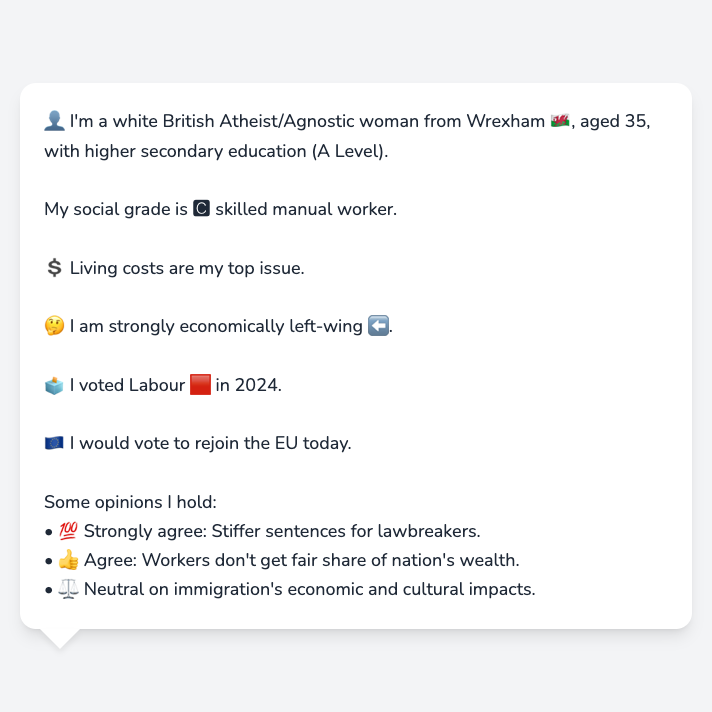 👤 I'm a white British Atheist/Agnostic woman from Wrexham 🏴󠁧󠁢󠁷󠁬󠁳󠁿, aged 35,
with higher secondary education (A Level).
My social grade is 🅲 skilled manual worker.
💲 Living costs are my top issue.
🤔 I am strongly economically left-wing ⬅️.
🗳️ I voted Labour 🟥 in 2024.
🇪🇺 I would vote to rejoin the EU today.
Some opinions I hold:
• 💯 Strongly agree: Stiffer sentences for lawbreakers.
• 👍 Agree: Workers don't get fair share of nation's wealth.
• ⚖️ Neutral on immigration's economic and cultural impacts.